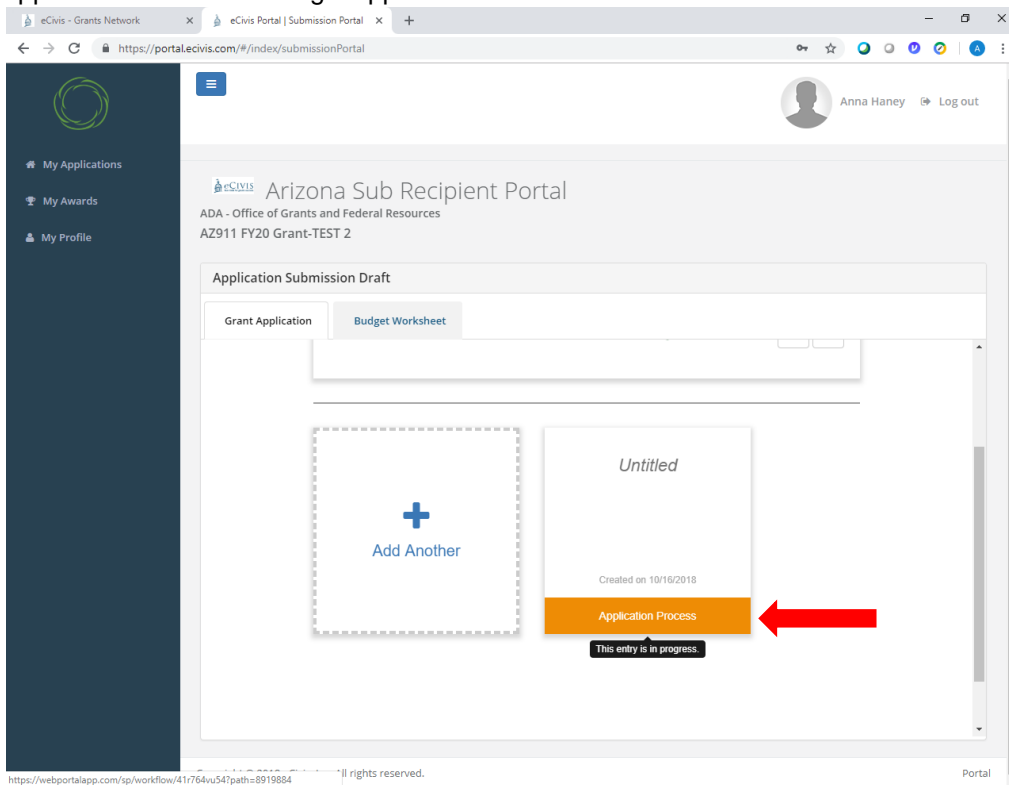 eCivis - Grants Network
eCivis Portal | Submission Portal
https://portal.ecivis.com/#/index/submissionPortal
A
Anna Haney Log out
My Applications
My Awards
My Profile
eCIVIS Arizona Sub Recipient Portal
ADA - Office of Grants and Federal Resources
AZ911 FY20 Grant-TEST 2
Application Submission Draft
Grant Application Budget Worksheet
Untitled
Add Another
Created on 10/16/2018
Application Process
This entry is in progress.
All rights reserved. Portal
https://webportalapp.com/sp/workflow/41r764vu54?path=8919884